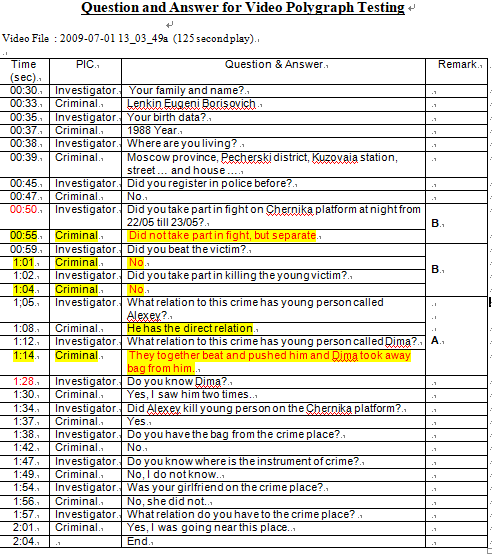 Question and Answer for Video Polygraph Testing
Video File : 2009-07-01 13_03_49a (125 second play).
Time (sec). PIC. Question & Answer. Remark.
00:30. Investigator. Your family and name?.
00:33. Criminal. Lenkin Eugeni Borisovich.
00:35. Investigator. Your birth data?.
00:37. Criminal. 1988 Year.
00:38. Investigator. Where are you living?.
00:39. Criminal. Moscow province, Pecherski district, Kuzovaia station,
street ... and house ....
00:45. Investigator. Did you register in police before?.
00:47. Criminal. No.
00:50. Investigator. Did you take part in fight on Chernika platform at night from
22/05 till 23/05?. B.
00:55. Criminal. Did not take part in fight, but separate.
00:59. Investigator. Did you beat the victim?. B.
1:01. Criminal. No.
1:02. Investigator. Did you take part in killing the young victim?.
1:04. Criminal. No.
1;05. Investigator. What relation to this crime has young person called
Alexey?.
1:08. Criminal. He has the direct relation.
1:12. Investigator. What relation to this crime has young person called Dima?. A.
1:14. Criminal. They together beat and pushed him and Dima took away
bag from him..
1:28. Investigator. Do you know Dima?.
1:30. Criminal. Yes, I saw him two times..
1:34. Investigator. Did Alexey kill young person on the Chernika platform?.
1:37. Criminal. Yes.
1:38. Investigator. Do you have the bag from the crime place?.
1:42. Criminal. No..
1:47. Investigator. Do you know where is the instrument of crime?.
1:49. Criminal. No, I do not know..
1:54. Investigator. Was your girlfriend on the crime place?.
1:56. Criminal. No, she did not..
1:57. Investigator. What relation do you have to the crime place?.
2:01. Criminal. Yes, I was going near this place..
2:04. End.